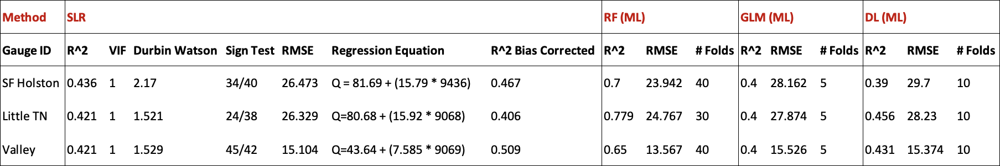 Method SLR RF (ML) GLM (ML) DL (ML)
Gauge ID R^2 VIF Durbin Watson Sign Test RMSE Regression Equation R^2 Bias Corrected R^2 RMSE # Folds R^2 RMSE # Folds R^2 RMSE # Folds
SF Holston 0.436 1 2.17 34/40 26.473 Q = 81.69 + (15.79 * 9436) 0.467 0.7 23.942 40 0.4 28.162 5 0.39 29.7 10
Little TN 0.421 1 1.521 24/38 26.329 Q=80.68 + (15.92 * 9068) 0.406 0.779 24.767 30 0.4 27.874 5 0.456 28.23 10
Valley 0.421 1 1.529 45/42 15.104 Q=43.64 + (7.585 * 9069) 0.509 0.65 13.567 40 0.4 15.526 5 0.431 15.374 10